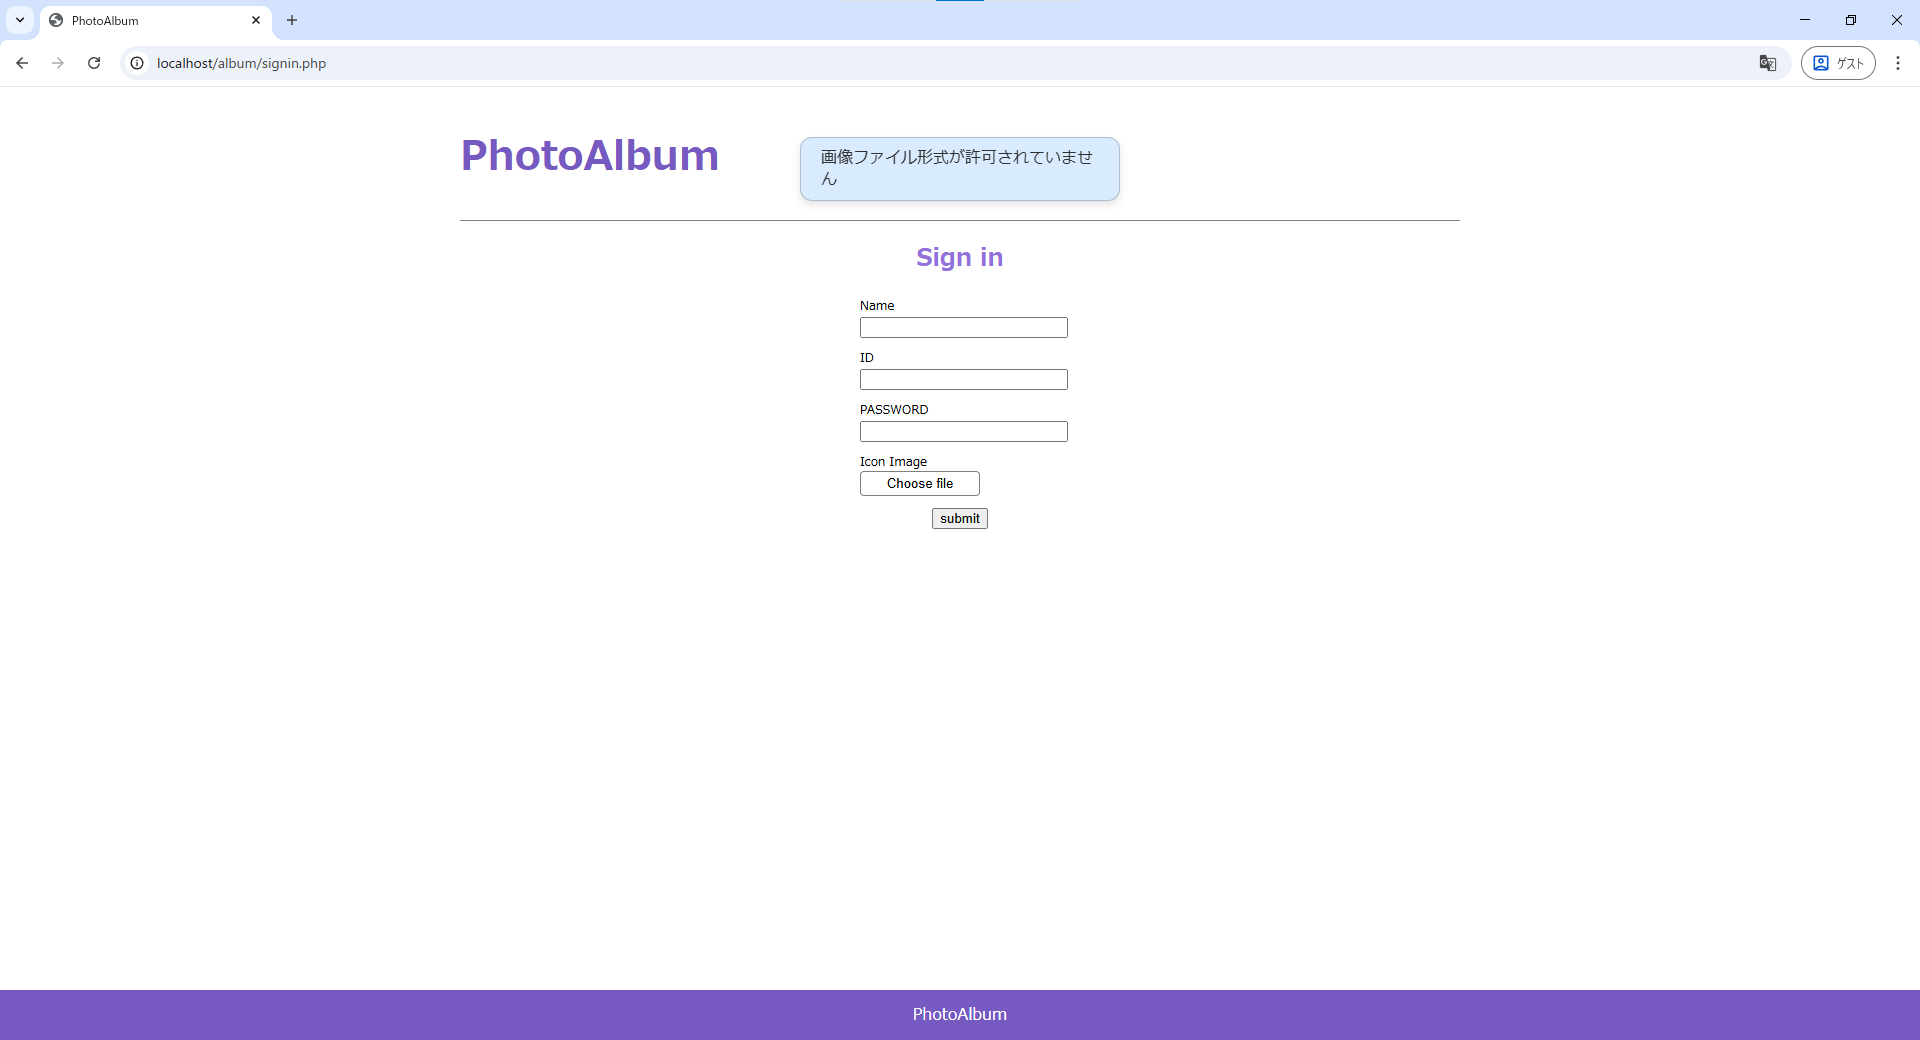 PhotoAlbum
localhost/album/signin.php
ゲスト
PhotoAlbum
画像ファイル形式が許可されていませ
ん
Sign in
Name
ID
PASSWORD
Icon Image
Choose file
submit
PhotoAlbum